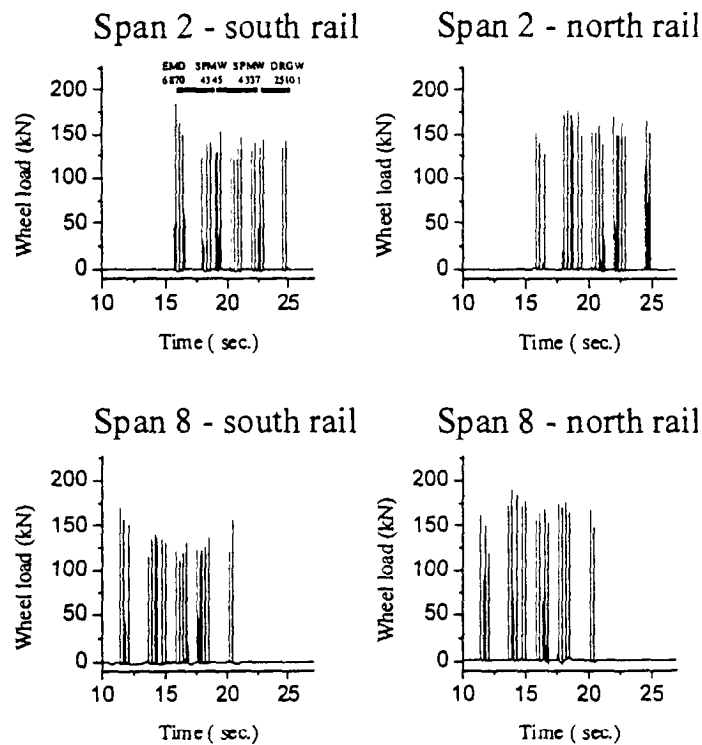 Span 2 - south rail
EMD SPMW SPMW DRGW
6870 4345 4337 25101
Wheel load (kN)
200
150
100
50
0
10 15 20 25
Time ( sec.)
Span 2 - north rail
Wheel load (kN)
200
150
100
50
0
10 15 20 25
Time ( sec.)
Span 8 - south rail
Wheel load (kN)
200
150
100
50
0
10 15 20 25
Time ( sec.)
Span 8 - north rail
Wheel load (kN)
200
150
100
50
0
10 15 20 25
Time ( sec.)